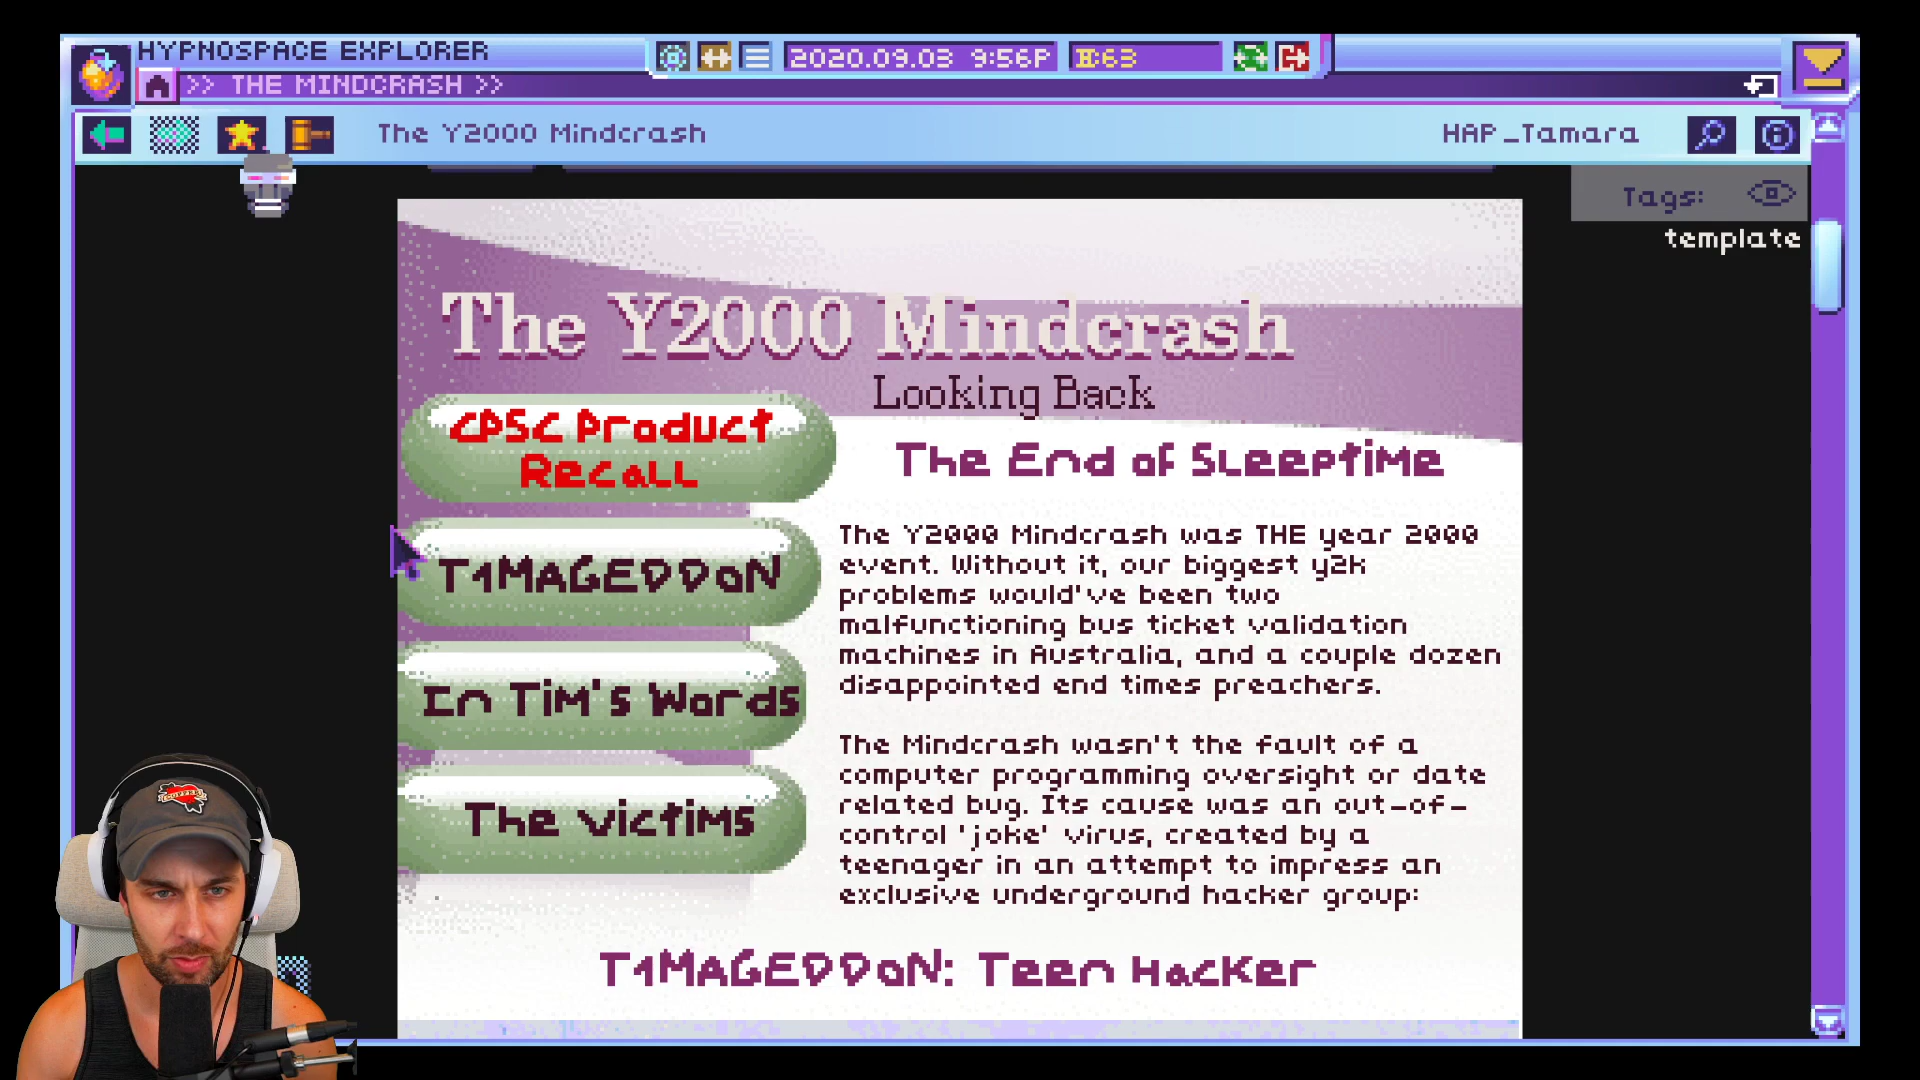 HYPNOSPACE EXPLORER
2020.09.03 9:56P
63
>> THE MINDCRASH >>
The Y2000 Mindcrash
HAP_Tamara
Tags:
template
The Y2000 Mindcrash
Looking Back
CPSC Product
Recall
T1MAGEDDoN
In Tim's Words
The Victims
The End of Sleeptime
The Y2000 Mindcrash was THE year 2000
event. Without it, our biggest y2k
problems would've been two
malfunctioning bus ticket validation
machines in Australia, and a couple dozen
disappointed end times preachers.
The Mindcrash wasn't the fault of a
computer programming oversight or date
related bug. Its cause was an out-of-
control 'joke' virus, created by a
teenager in an attempt to impress an
exclusive underground hacker group:
T1MAGEDDoN: Teen Hacker